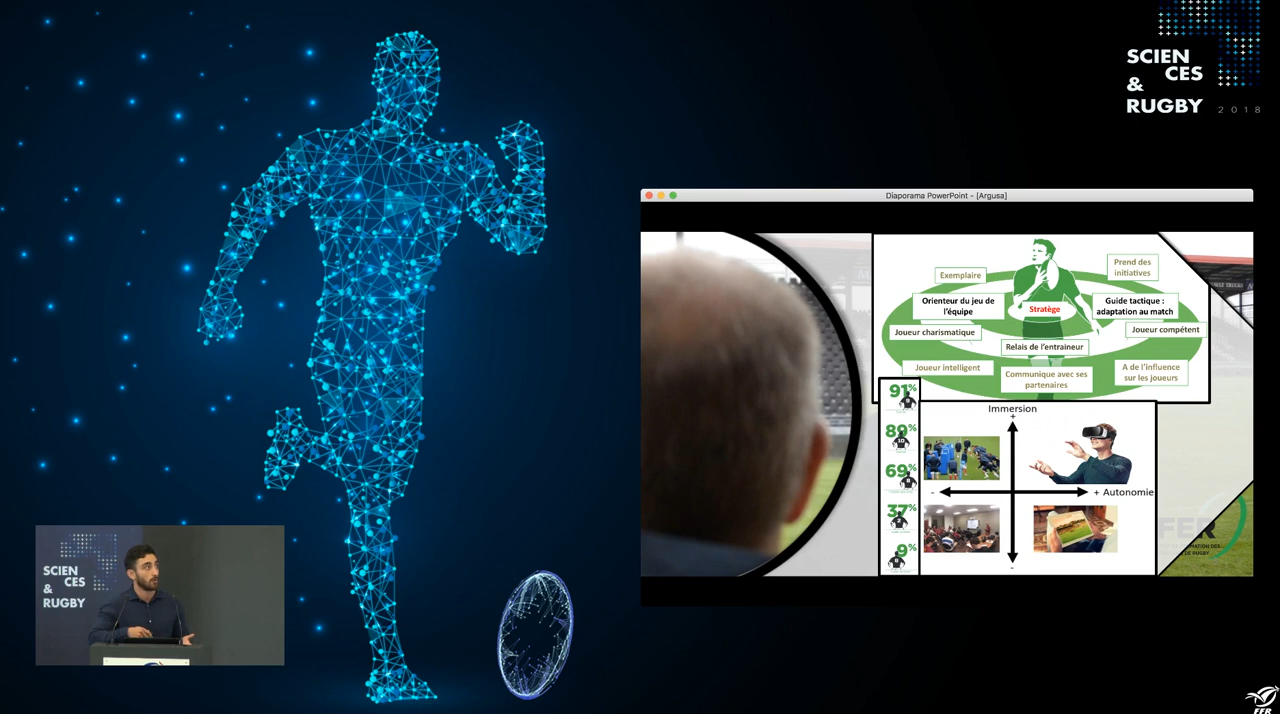 SCIEN
CES
&
RUGBY
2018
Diaporama PowerPoint - [Argusa]
Exemplaire
Prend des
initiatives
Orienteur du jeu de
l'équipe
Stratège
Guide tactique :
adaptation au match
Joueur charismatique
Joueur compétent
Relais de l'entraineur
Joueur intelligent
Communique avec ses
partenaires
A de l'influence
sur les joueurs
91%
89%
69%
37%
9%
Immersion
+
-
+ Autonomie
-
SCIEN
CES
&
RUGBY
FFR